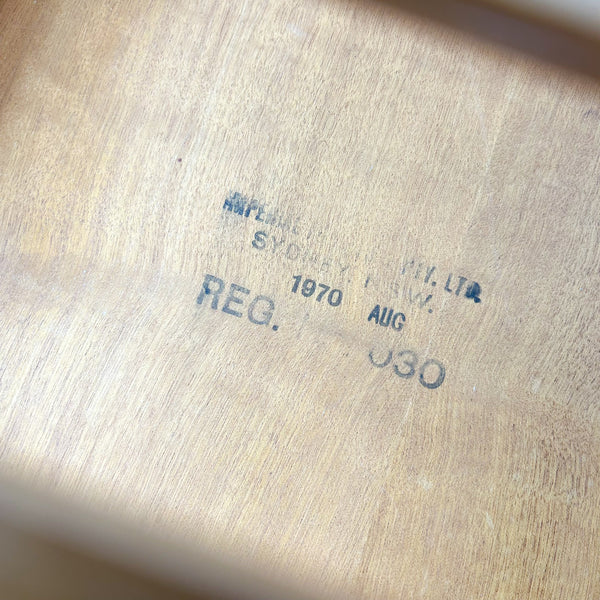 PTY. LTD.
SYDNEY N.S.W.
1970 AUG
REG. 030